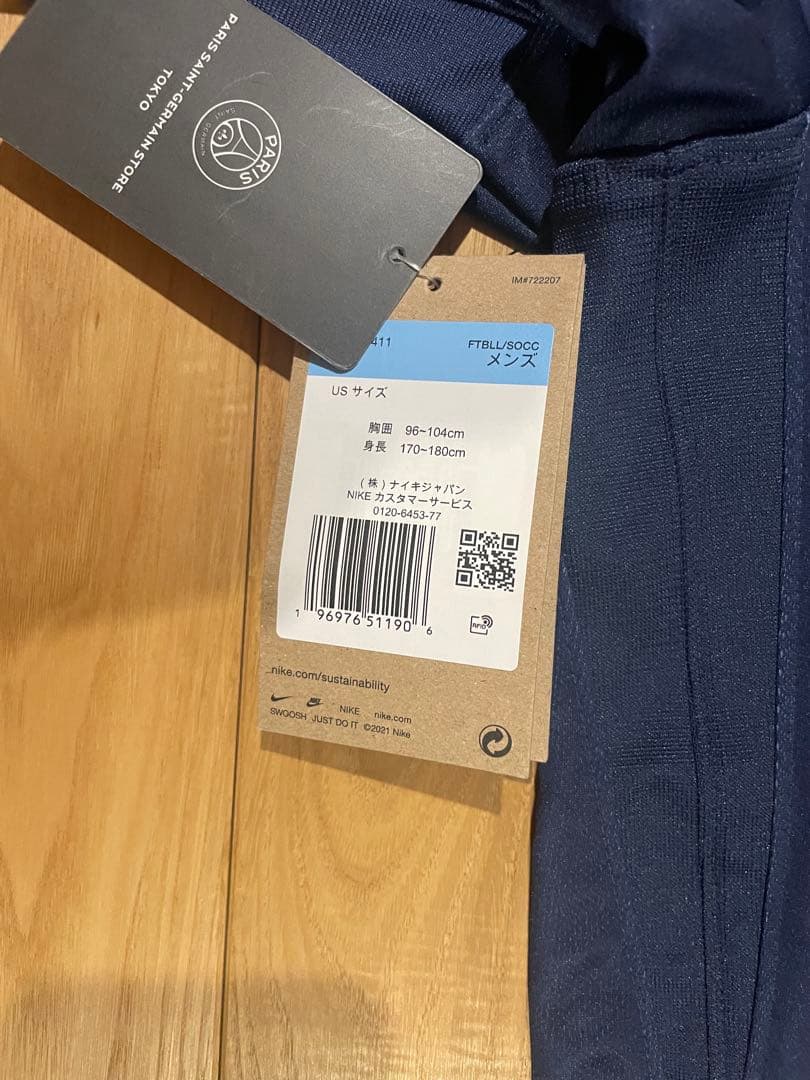 PARIS SAINT-GERMAIN STORE
TOKYO
PARIS
SAINT GERMAIN
IM#722207
411
FTBLL/SOCC
メンズ
US サイズ
胸囲 96~104cm
身長 170~180cm
(株)ナイキジャパン
NIKE カスタマーサービス
0120-6453-77
1 96976 51190 6
RFID
nike.com/sustainability
NIKE nike.com
SWOOSH JUST DO IT ©2021 Nike